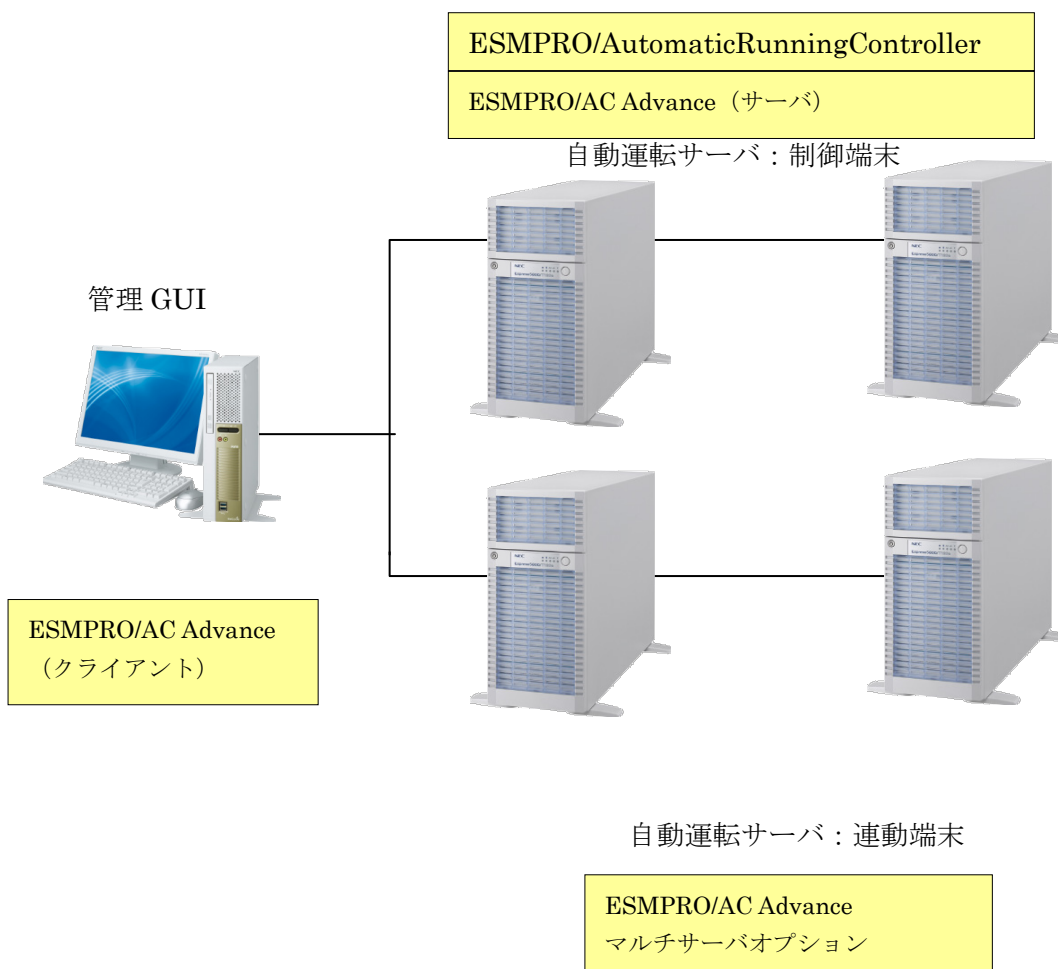 ESMPRO/AutomaticRunningController
ESMPRO/AC Advance（サーバ）
自動運転サーバ：制御端末
管理 GUI
ESMPRO/AC Advance
（クライアント）
自動運転サーバ：連動端末
ESMPRO/AC Advance
マルチサーバオプション